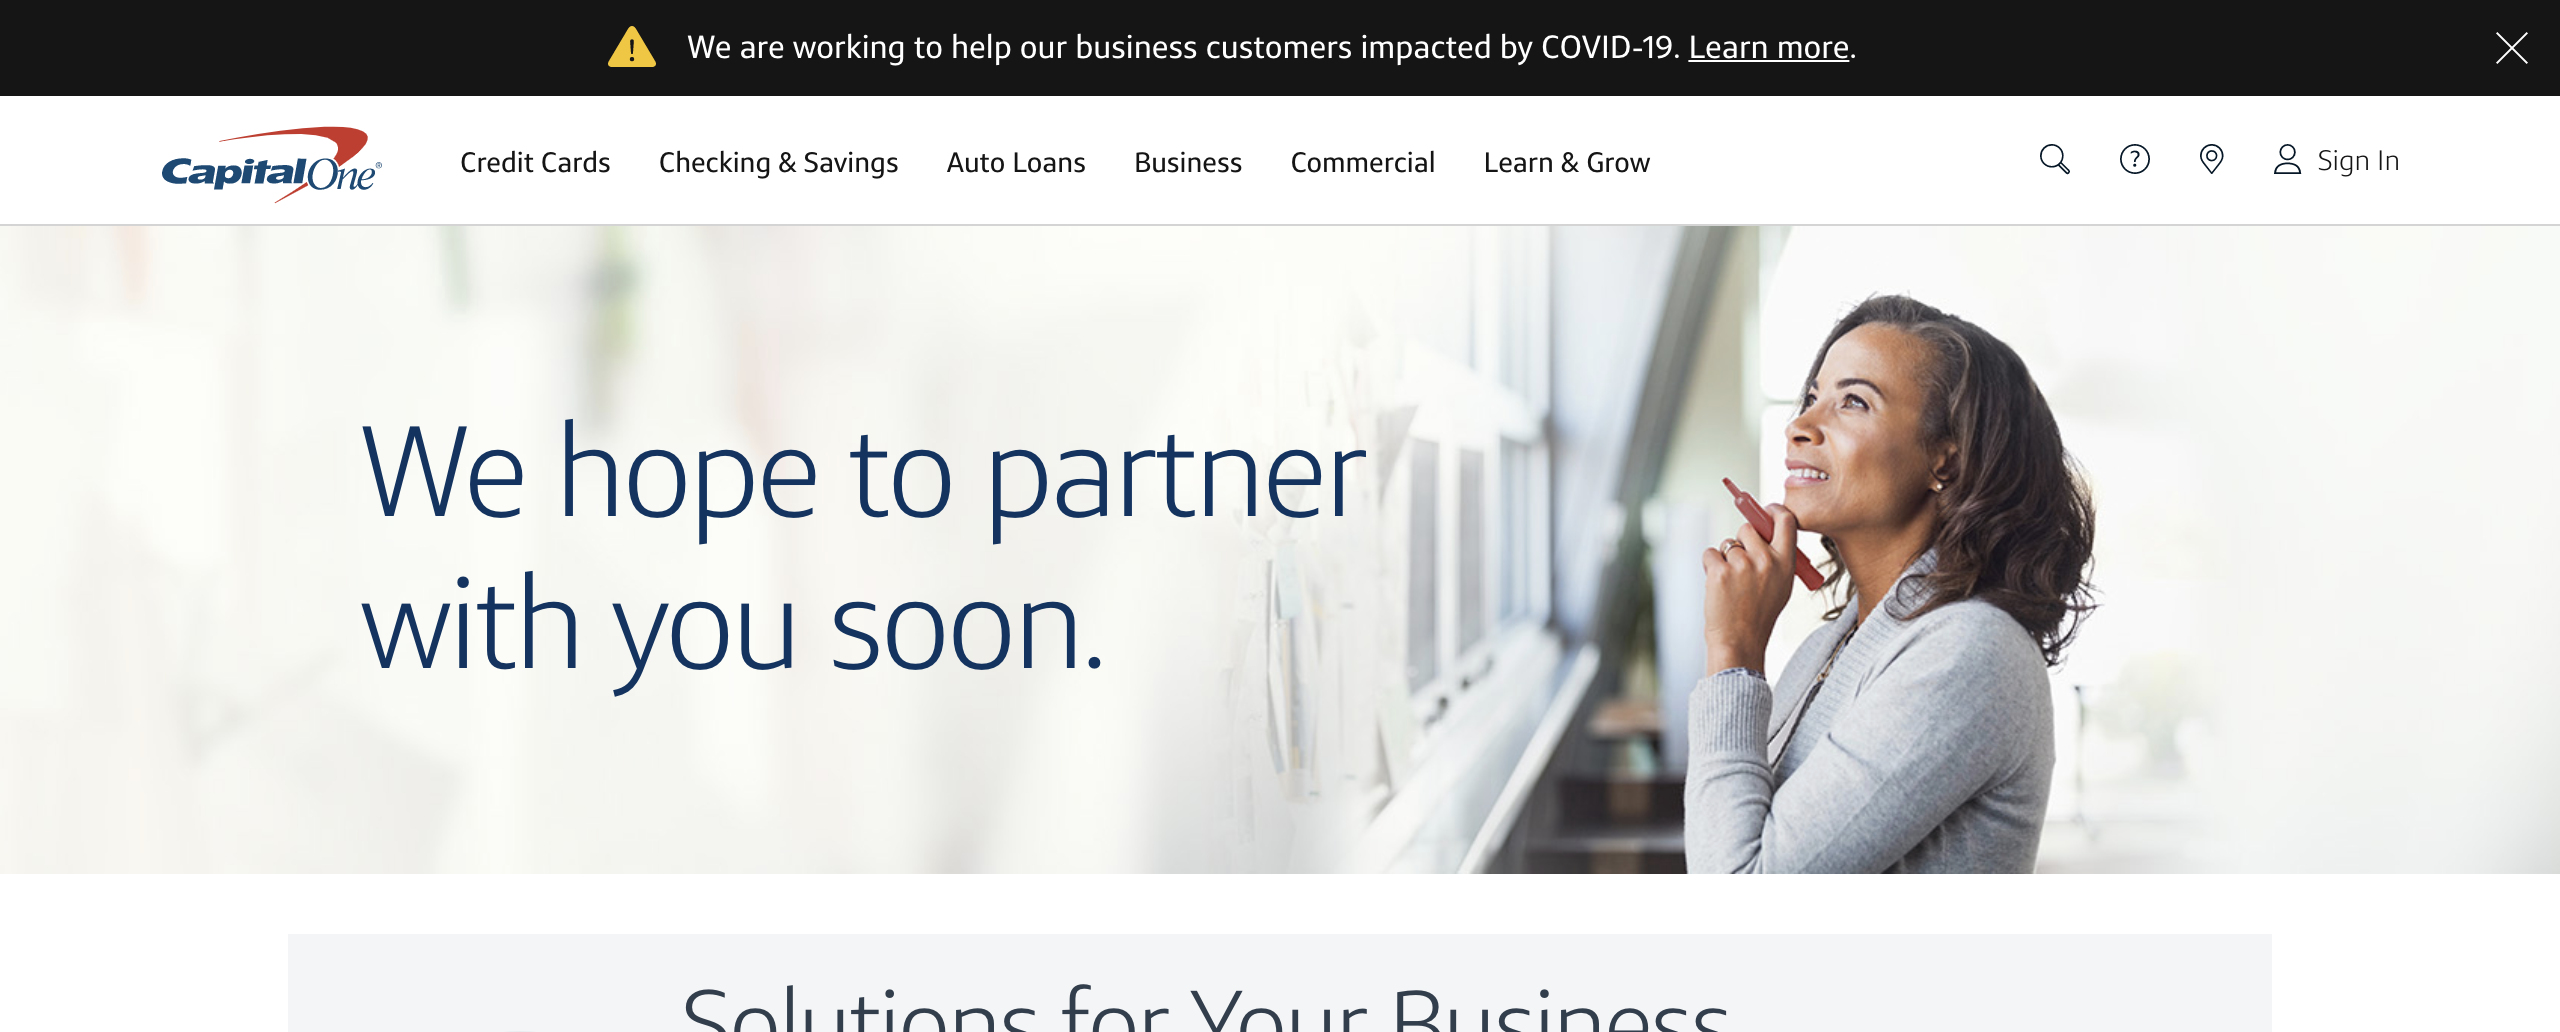 We are working to help our business customers impacted by COVID-19. Learn more.
Capital One®
Credit Cards
Checking & Savings
Auto Loans
Business
Commercial
Learn & Grow
Sign In
We hope to partner
with you soon.
Solutions for Your Business